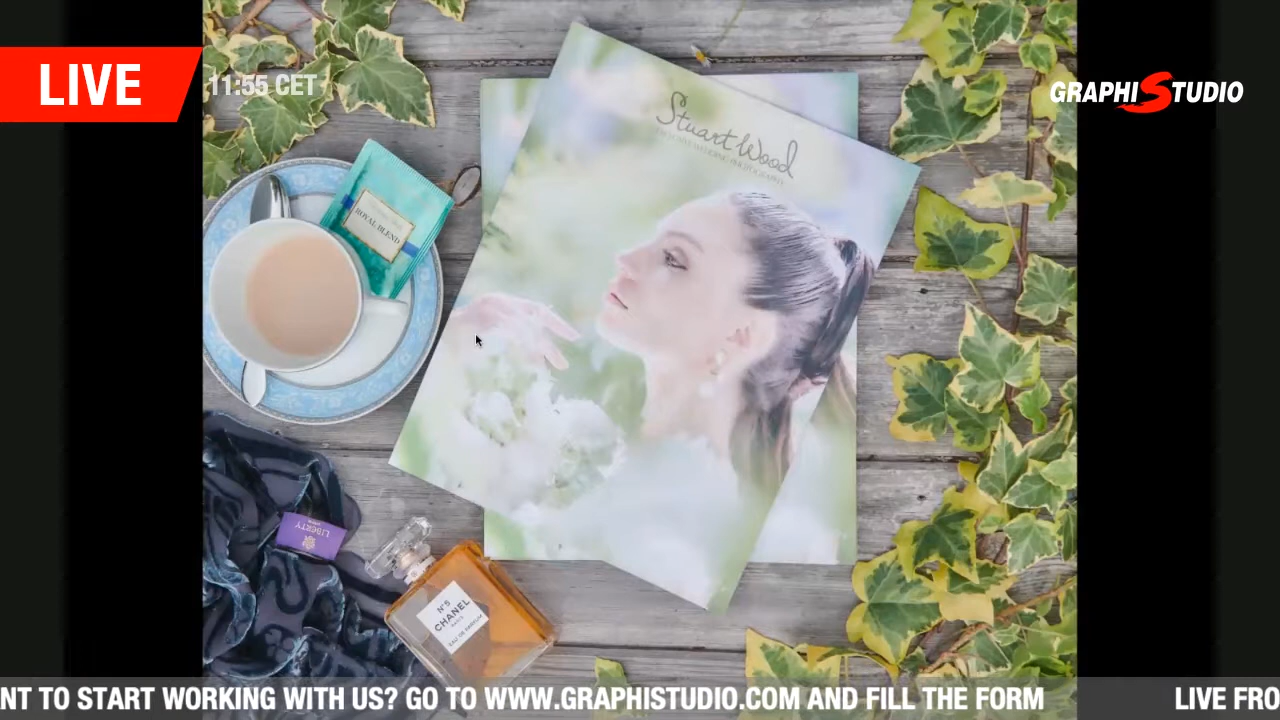 LIVE
11:55 CET
GRAPHISTUDIO
Stuart Wood
ROYAL BLEND
LIBERTY
N°5
CHANEL
PARIS
EAU DE PARFUM
NT TO START WORKING WITH US? GO TO WWW.GRAPHISTUDIO.COM AND FILL THE FORM
LIVE FRO